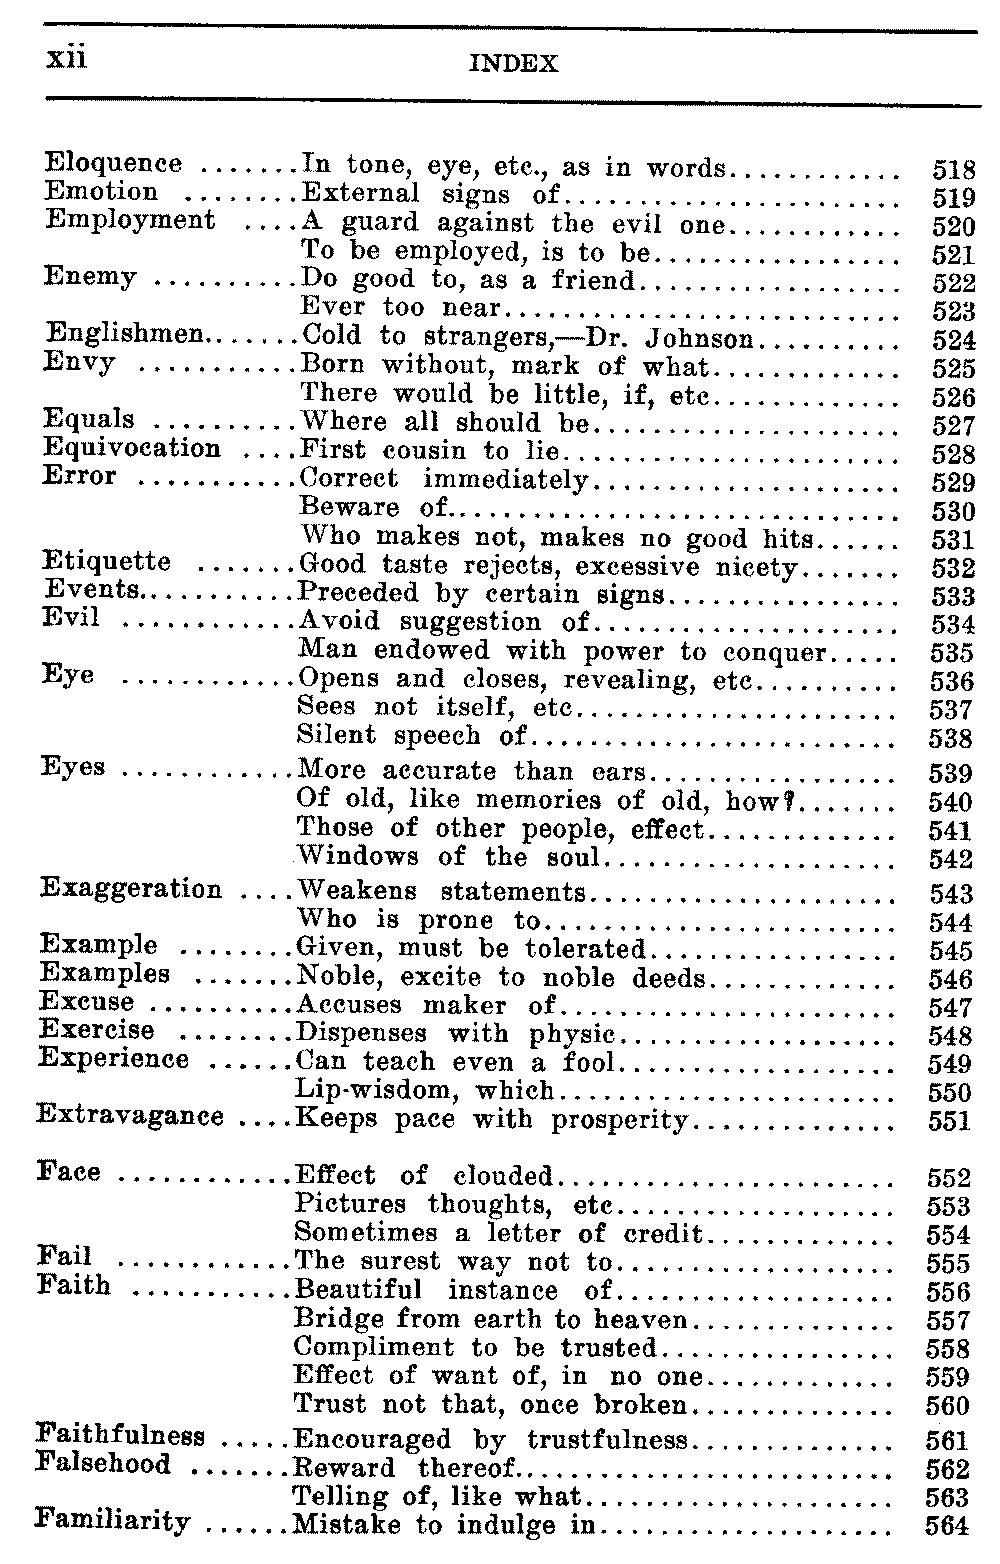 xii INDEX
Eloquence .......In tone, eye, etc., as in words............ 518
Emotion ........External signs of....................... 519
Employment ....A guard against the evil one............ 520
To be employed, is to be................. 521
Enemy ..........Do good to, as a friend.................. 522
Ever too near........................... 523
Englishmen.......Cold to strangers,—Dr. Johnson.......... 524
Envy ...........Born without, mark of what............. 525
There would be little, if, etc............. 526
Equals ..........Where all should be..................... 527
Equivocation ....First cousin to lie....................... 528
Error ...........Correct immediately..................... 529
Beware of.............................. 530
Who makes not, makes no good hits...... 531
Etiquette .......Good taste rejects, excessive nicety....... 532
Events...........Preceded by certain signs................ 533
Evil ............Avoid suggestion of..................... 534
Man endowed with power to conquer..... 535
Eye ............Opens and closes, revealing, etc.......... 536
Sees not itself, etc....................... 537
Silent speech of......................... 538
Eyes ............More accurate than ears................. 539
Of old, like memories of old, how?....... 540
Those of other people, effect............. 541
Windows of the soul.................... 542
Exaggeration ....Weakens statements..................... 543
Who is prone to........................ 544
Example ........Given, must be tolerated................. 545
Examples .......Noble, excite to noble deeds............. 546
Excuse ..........Accuses maker of....................... 547
Exercise ........Dispenses with physic................... 548
Experience ......Can teach even a fool................... 549
Lip-wisdom, which....................... 550
Extravagance ....Keeps pace with prosperity.............. 551
Face ............Effect of clouded....................... 552
Pictures thoughts, etc................... 553
Sometimes a letter of credit............. 554
Fail ............The surest way not to................... 555
Faith ...........Beautiful instance of................... 556
Bridge from earth to heaven.............. 557
Compliment to be trusted................ 558
Effect of want of, in no one............. 559
Trust not that, once broken.............. 560
Faithfulness .....Encouraged by trustfulness.............. 561
Falsehood .......Reward thereof.......................... 562
Telling of, like what..................... 563
Familiarity ......Mistake to indulge in.................... 564